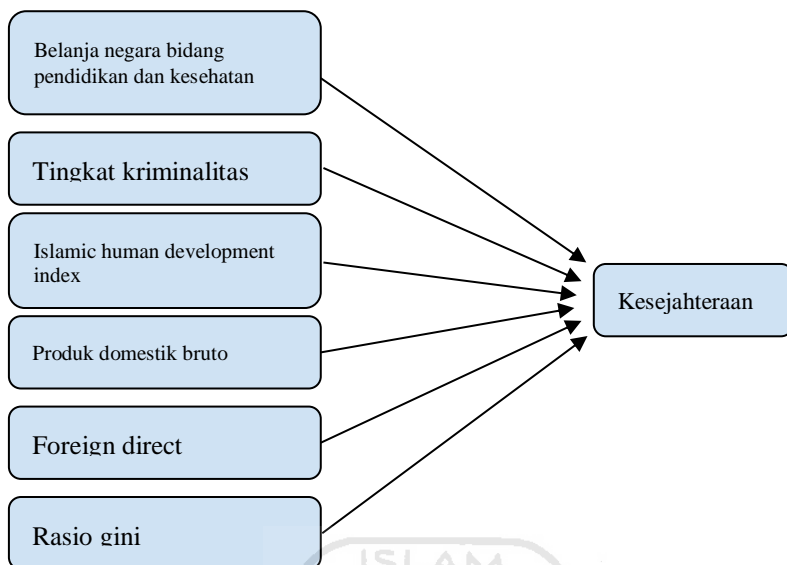 Belanja negara bidang
pendidikan dan kesehatan
Tingkat kriminalitas
Islamic human development
index
Produk domestik bruto
Kesejahteraan
Foreign direct
Rasio gini
ISLAM